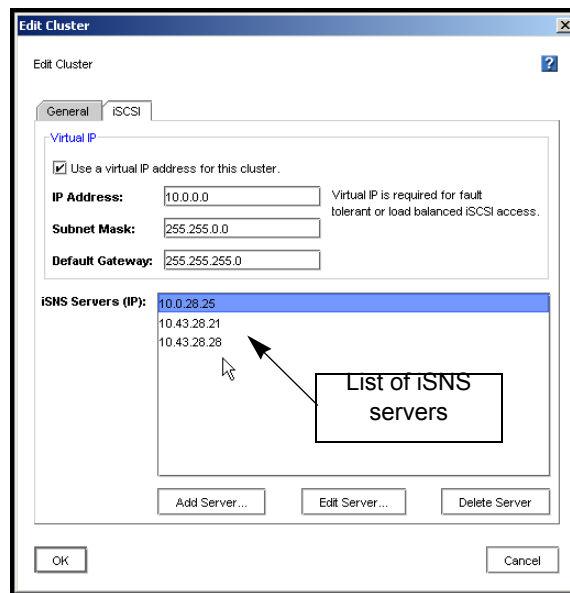 Edit Cluster
Edit Cluster
?
General iSCSI
Virtual IP
Use a virtual IP address for this cluster.
IP Address: 10.0.0.0
Virtual IP is required for fault
tolerant or load balanced iSCSI access.
Subnet Mask: 255.255.0.0
Default Gateway: 255.255.255.0
iSNS Servers (IP):
10.0.28.25
10.43.28.21
10.43.28.28
List of iSNS
servers
Add Server... Edit Server... Delete Server
OK Cancel